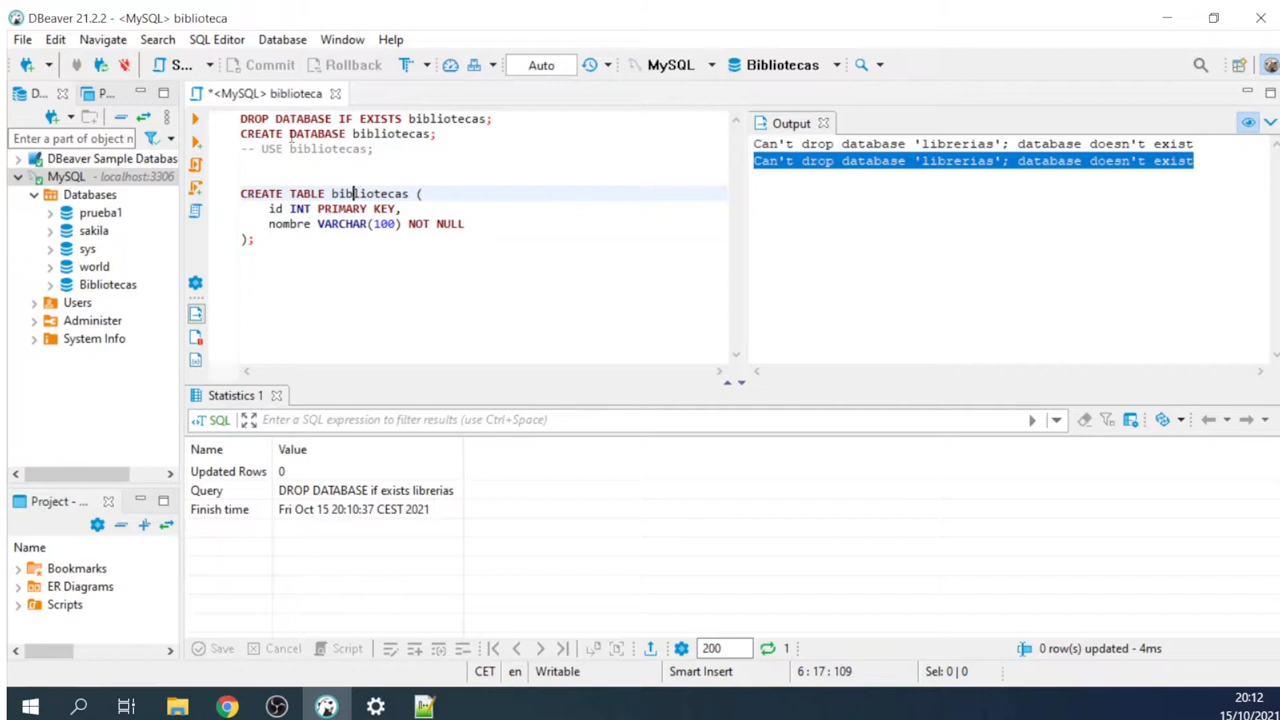 DBeaver 21.2.2 - <MySQL> biblioteca
File Edit Navigate Search SQL Editor Database Window Help
S... Commit Rollback Auto MySQL Bibliotecas
D... P...
Enter a part of object n
DBeaver Sample Databas
MySQL - localhost:3306
Databases
prueba1
sakila
sys
world
Bibliotecas
Users
Administer
System Info
*<MySQL> biblioteca
DROP DATABASE IF EXISTS bibliotecas;
CREATE DATABASE bibliotecas;
-- USE bibliotecas;
CREATE TABLE bibliotecas (
id INT PRIMARY KEY,
nombre VARCHAR(100) NOT NULL
);
Output
Can't drop database 'librerias'; database doesn't exist
Can't drop database 'librerias'; database doesn't exist
Statistics 1
SQL Enter a SQL expression to filter results (use Ctrl+Space)
Name Value
Updated Rows 0
Query DROP DATABASE if exists librerias
Finish time Fri Oct 15 20:10:37 CEST 2021
Project - ...
Name
Bookmarks
ER Diagrams
Scripts
Save Cancel Script 200 1 0 row(s) updated - 4ms
CET en Writable Smart Insert 6 : 17 : 109 Sel: 0 | 0
20:12
15/10/2021